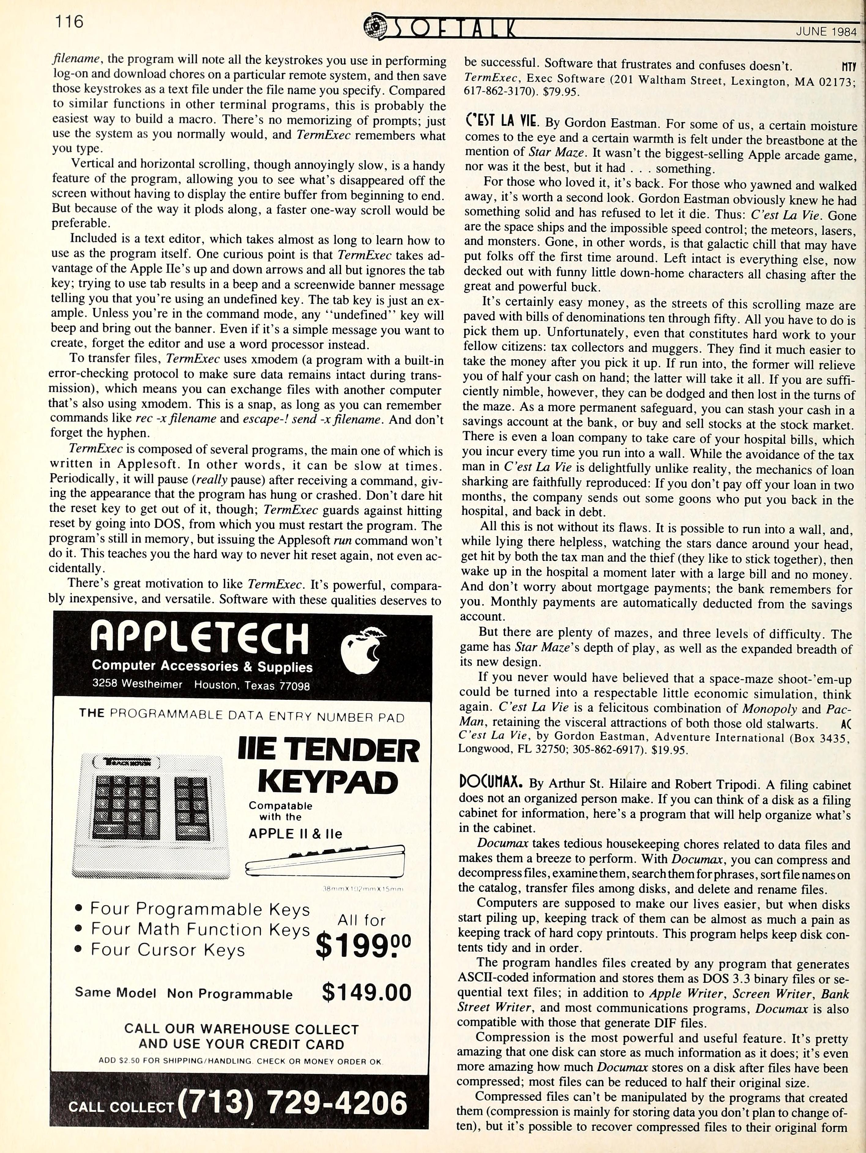 116
SOFTALK
JUNE 1984
filename, the program will note all the keystrokes you use in performing
log-on and download chores on a particular remote system, and then save
those keystrokes as a text file under the file name you specify. Compared
to similar functions in other terminal programs, this is probably the
easiest way to build a macro. There's no memorizing of prompts; just
use the system as you normally would, and TermExec remembers what
you type.
Vertical and horizontal scrolling, though annoyingly slow, is a handy
feature of the program, allowing you to see what's disappeared off the
screen without having to display the entire buffer from beginning to end.
But because of the way it plods along, a faster one-way scroll would be
preferable.
Included is a text editor, which takes almost as long to learn how to
use as the program itself. One curious point is that TermExec takes ad-
vantage of the Apple IIe's up and down arrows and all but ignores the tab
key; trying to use tab results in a beep and a screenwide banner message
telling you that you're using an undefined key. The tab key is just an ex-
ample. Unless you're in the command mode, any "undefined" key will
beep and bring out the banner. Even if it's a simple message you want to
create, forget the editor and use a word processor instead.
To transfer files, TermExec uses xmodem (a program with a built-in
error-checking protocol to make sure data remains intact during trans-
mission), which means you can exchange files with another computer
that's also using xmodem. This is a snap, as long as you can remember
commands like rec -x filename and escape-! send -x filename. And don't
forget the hyphen.
TermExec is composed of several programs, the main one of which is
written in Applesoft. In other words, it can be slow at times.
Periodically, it will pause (really pause) after receiving a command, giv-
ing the appearance that the program has hung or crashed. Don't dare hit
the reset key to get out of it, though; TermExec guards against hitting
reset by going into DOS, from which you must restart the program. The
program's still in memory, but issuing the Applesoft run command won't
do it. This teaches you the hard way to never hit reset again, not even ac-
cidentally.
There's great motivation to like TermExec. It's powerful, compara-
bly inexpensive, and versatile. Software with these qualities deserves to
APPLETECH
Computer Accessories & Supplies
3258 Westheimer Houston, Texas 77098
THE PROGRAMMABLE DATA ENTRY NUMBER PAD
IIE TENDER
KEYPAD
Compatable
with the
APPLE II & IIe
• Four Programmable Keys
• Four Math Function Keys
• Four Cursor Keys
All for
$199.00
Same Model Non Programmable $149.00
CALL OUR WAREHOUSE COLLECT
AND USE YOUR CREDIT CARD
ADD $2.50 FOR SHIPPING/HANDLING. CHECK OR MONEY ORDER OK.
CALL COLLECT (713) 729-4206
be successful. Software that frustrates and confuses doesn't. MTY
TermExec, Exec Software (201 Waltham Street, Lexington, MA 02173;
617-862-3170). $79.95.
C'EST LA VIE. By Gordon Eastman. For some of us, a certain moisture
comes to the eye and a certain warmth is felt under the breastbone at the
mention of Star Maze. It wasn't the biggest-selling Apple arcade game,
nor was it the best, but it had . . . something.
For those who loved it, it's back. For those who yawned and walked
away, it's worth a second look. Gordon Eastman obviously knew he had
something solid and has refused to let it die. Thus: C'est La Vie. Gone
are the space ships and the impossible speed control; the meteors, lasers,
and monsters. Gone, in other words, is that galactic chill that may have
put folks off the first time around. Left intact is everything else, now
decked out with funny little down-home characters all chasing after the
great and powerful buck.
It's certainly easy money, as the streets of this scrolling maze are
paved with bills of denominations ten through fifty. All you have to do is
pick them up. Unfortunately, even that constitutes hard work to your
fellow citizens: tax collectors and muggers. They find it much easier to
take the money after you pick it up. If run into, the former will relieve
you of half your cash on hand; the latter will take it all. If you are suffi-
ciently nimble, however, they can be dodged and then lost in the turns of
the maze. As a more permanent safeguard, you can stash your cash in a
savings account at the bank, or buy and sell stocks at the stock market.
There is even a loan company to take care of your hospital bills, which
you incur every time you run into a wall. While the avoidance of the tax
man in C'est La Vie is delightfully unlike reality, the mechanics of loan
sharking are faithfully reproduced: If you don't pay off your loan in two
months, the company sends out some goons who put you back in the
hospital, and back in debt.
All this is not without its flaws. It is possible to run into a wall, and,
while lying there helpless, watching the stars dance around your head,
get hit by both the tax man and the thief (they like to stick together), then
wake up in the hospital a moment later with a large bill and no money.
And don't worry about mortgage payments; the bank remembers for
you. Monthly payments are automatically deducted from the savings
account.
But there are plenty of mazes, and three levels of difficulty. The
game has Star Maze's depth of play, as well as the expanded breadth of
its new design.
If you never would have believed that a space-maze shoot-'em-up
could be turned into a respectable little economic simulation, think
again. C'est La Vie is a felicitous combination of Monopoly and Pac-
Man, retaining the visceral attractions of both those old stalwarts. AC
C'est La Vie, by Gordon Eastman, Adventure International (Box 3435,
Longwood, FL 32750; 305-862-6917). $19.95.
DOCUMAX. By Arthur St. Hilaire and Robert Tripodi. A filing cabinet
does not an organized person make. If you can think of a disk as a filing
cabinet for information, here's a program that will help organize what's
in the cabinet.
Documax takes tedious housekeeping chores related to data files and
makes them a breeze to perform. With Documax, you can compress and
decompress files, examine them, search them for phrases, sort file names on
the catalog, transfer files among disks, and delete and rename files.
Computers are supposed to make our lives easier, but when disks
start piling up, keeping track of them can be almost as much a pain as
keeping track of hard copy printouts. This program helps keep disk con-
tents tidy and in order.
The program handles files created by any program that generates
ASCII-coded information and stores them as DOS 3.3 binary files or se-
quential text files; in addition to Apple Writer, Screen Writer, Bank
Street Writer, and most communications programs, Documax is also
compatible with those that generate DIF files.
Compression is the most powerful and useful feature. It's pretty
amazing that one disk can store as much information as it does; it's even
more amazing how much Documax stores on a disk after files have been
compressed; most files can be reduced to half their original size.
Compressed files can't be manipulated by the programs that created
them (compression is mainly for storing data you don't plan to change of-
ten), but it's possible to recover compressed files to their original form